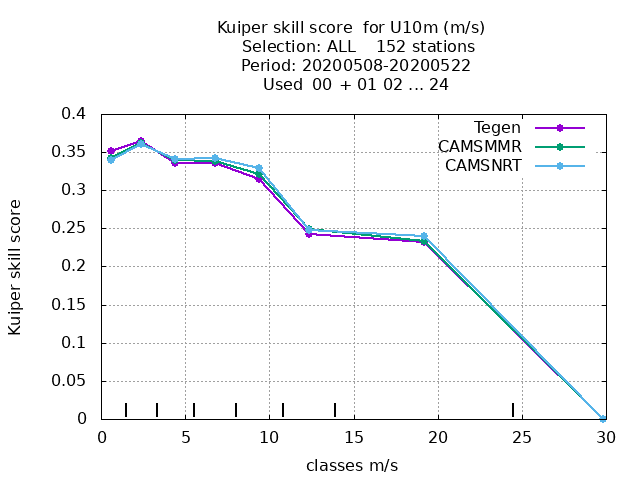 Kuiper skill score  for U10m (m/s)
Selection: ALL    152 stations
Period: 20200508-20200522
Used  00 + 01 02 ... 24
Tegen
CAMSMMR
CAMSNRT
0.4
0.35
0.3
0.25
0.2
0.15
0.1
0.05
0
Kuiper skill score
0 5 10 15 20 25 30
classes m/s